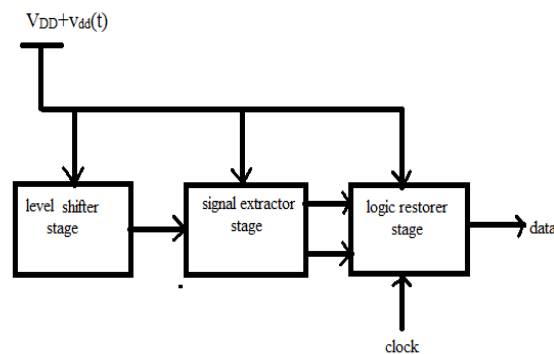 VDD+vdd(t)
level shifter
stage
signal extractor
stage
logic restorer
stage
data
clock